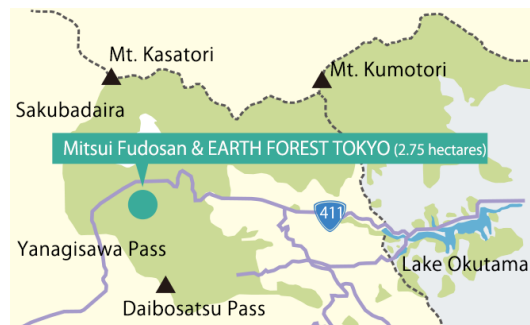 Mt. Kasatori
Mt. Kumotori
Sakubadaira
Mitsui Fudosan & EARTH FOREST TOKYO (2.75 hectares)
411
Yanagisawa Pass
Lake Okutama
Daibosatsu Pass